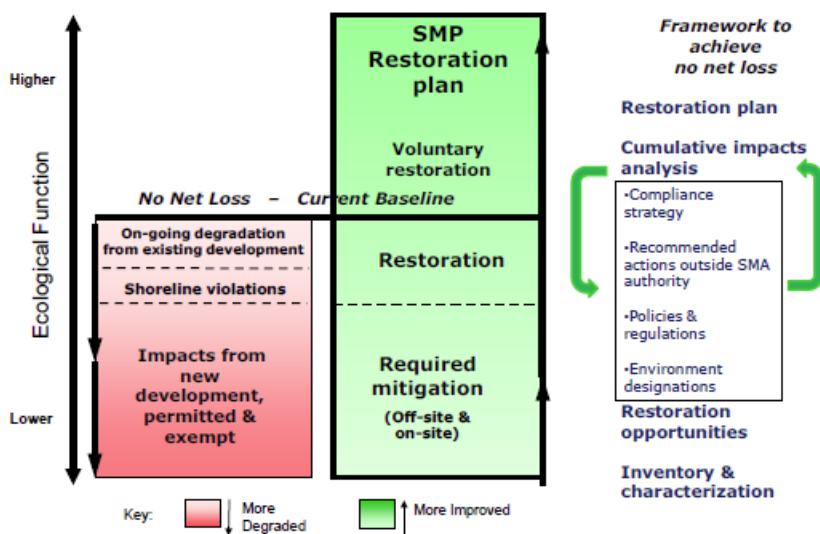 Higher
Ecological Function
Lower
SMP
Restoration
plan
Voluntary
restoration
No Net Loss – Current Baseline
On-going degradation
from existing development
Shoreline violations
Impacts from
new
development,
permitted &
exempt
Restoration
Required
mitigation
(Off-site &
on-site)
Framework to
achieve
no net loss
Restoration plan
Cumulative impacts
analysis
•Compliance
strategy
•Recommended
actions outside SMA
authority
•Policies &
regulations
•Environment
designations
Restoration
opportunities
Inventory &
characterization
Key:
More
Degraded
More Improved